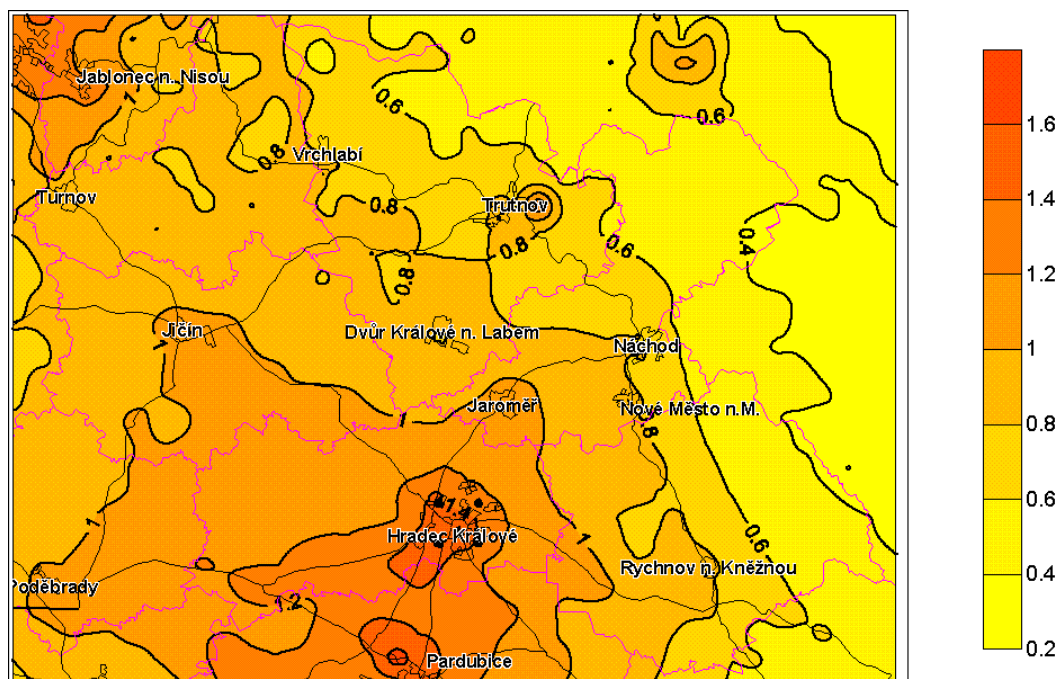 Jablonec n. Nisou
1
0.6
0.6
0.8
Vrchlabí
Turnov
0.8
Trutnov
0.8
0.6
0.4
0.8
Jičín
1
Dvůr Králové n. Labem
Náchod
Jaroměř
1
Nové Město n.M.
0.8
1.4
1
Hradec Králové
1
0.6
Rychnov n. Kněžnou
Poděbrady
1.2
Pardubice
1.6
1.4
1.2
1
0.8
0.6
0.4
0.2